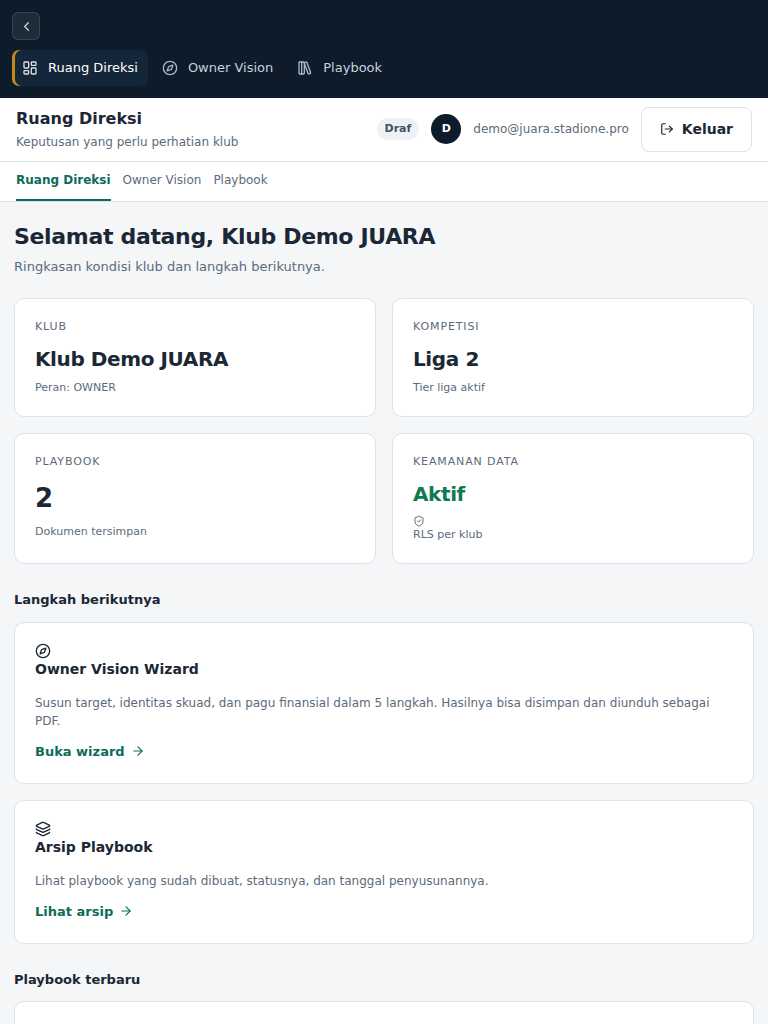 Ruang Direksi
Owner Vision
Playbook
Ruang Direksi
Keputusan yang perlu perhatian klub
Draf
D
demo@juara.stadione.pro
Keluar
Ruang Direksi
Owner Vision
Playbook
Selamat datang, Klub Demo JUARA
Ringkasan kondisi klub dan langkah berikutnya.
KLUB
Klub Demo JUARA
Peran: OWNER
KOMPETISI
Liga 2
Tier liga aktif
PLAYBOOK
2
Dokumen tersimpan
KEAMANAN DATA
Aktif
RLS per klub
Langkah berikutnya
Owner Vision Wizard
Susun target, identitas skuad, dan pagu finansial dalam 5 langkah. Hasilnya bisa disimpan dan diunduh sebagai
PDF.
Buka wizard
Arsip Playbook
Lihat playbook yang sudah dibuat, statusnya, dan tanggal penyusunannya.
Lihat arsip
Playbook terbaru